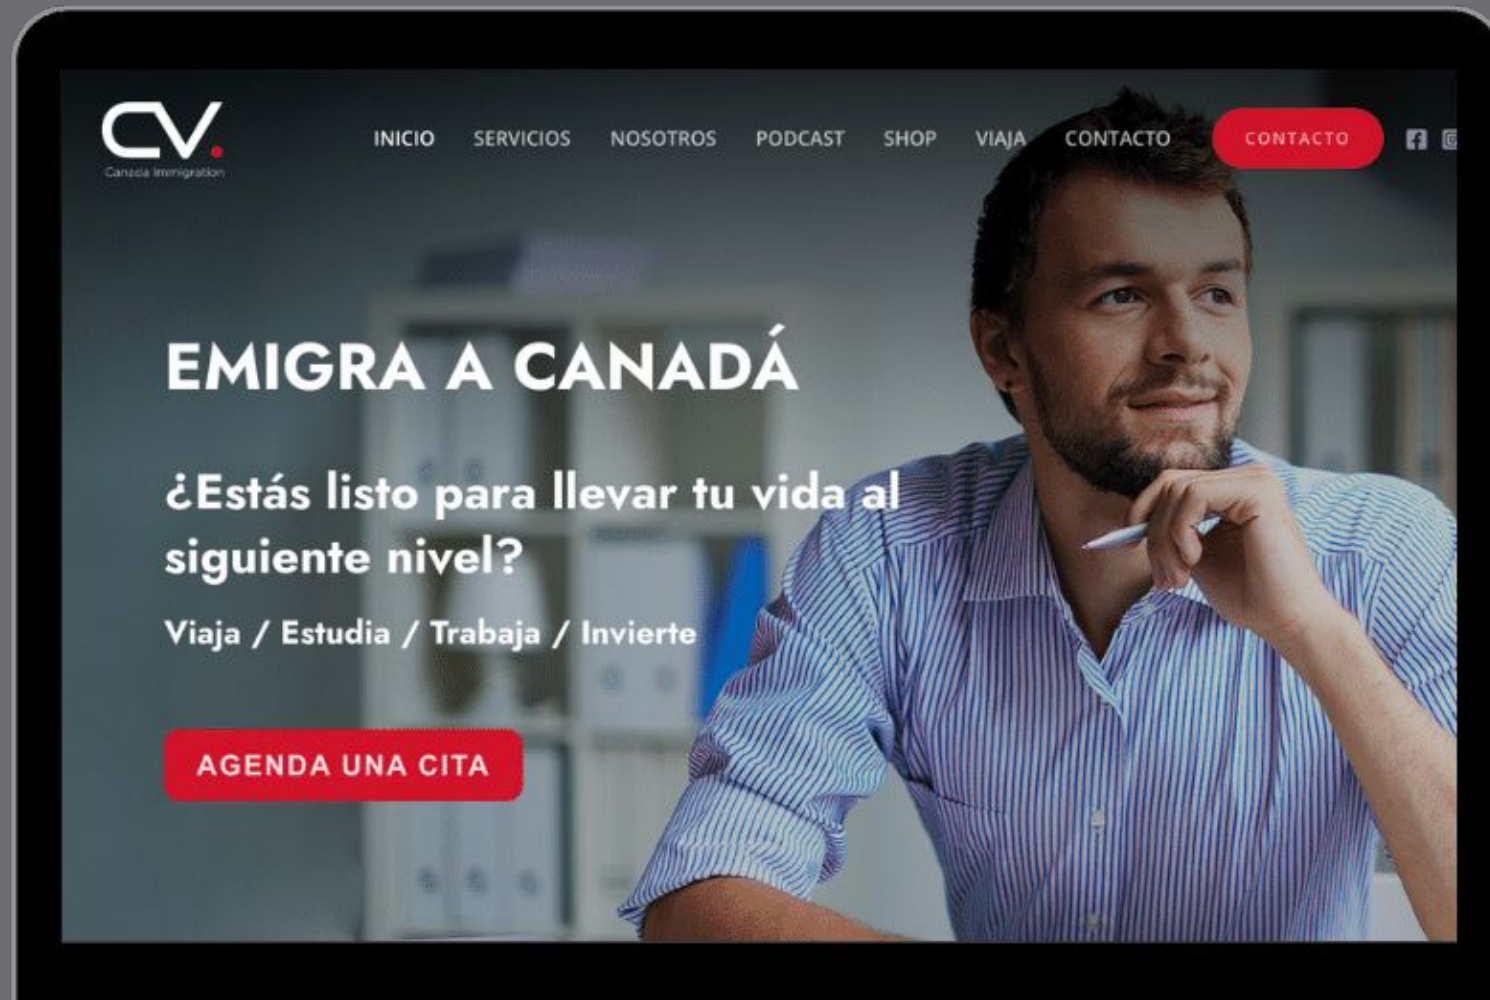 CV.
Canada Immigration
INICIO SERVICIOS NOSOTROS PODCAST SHOP VIAJA CONTACTO CONTACTO
EMIGRA A CANADÁ
¿Estás listo para llevar tu vida al
siguiente nivel?
Viaja / Estudia / Trabaja / Invierte
AGENDA UNA CITA